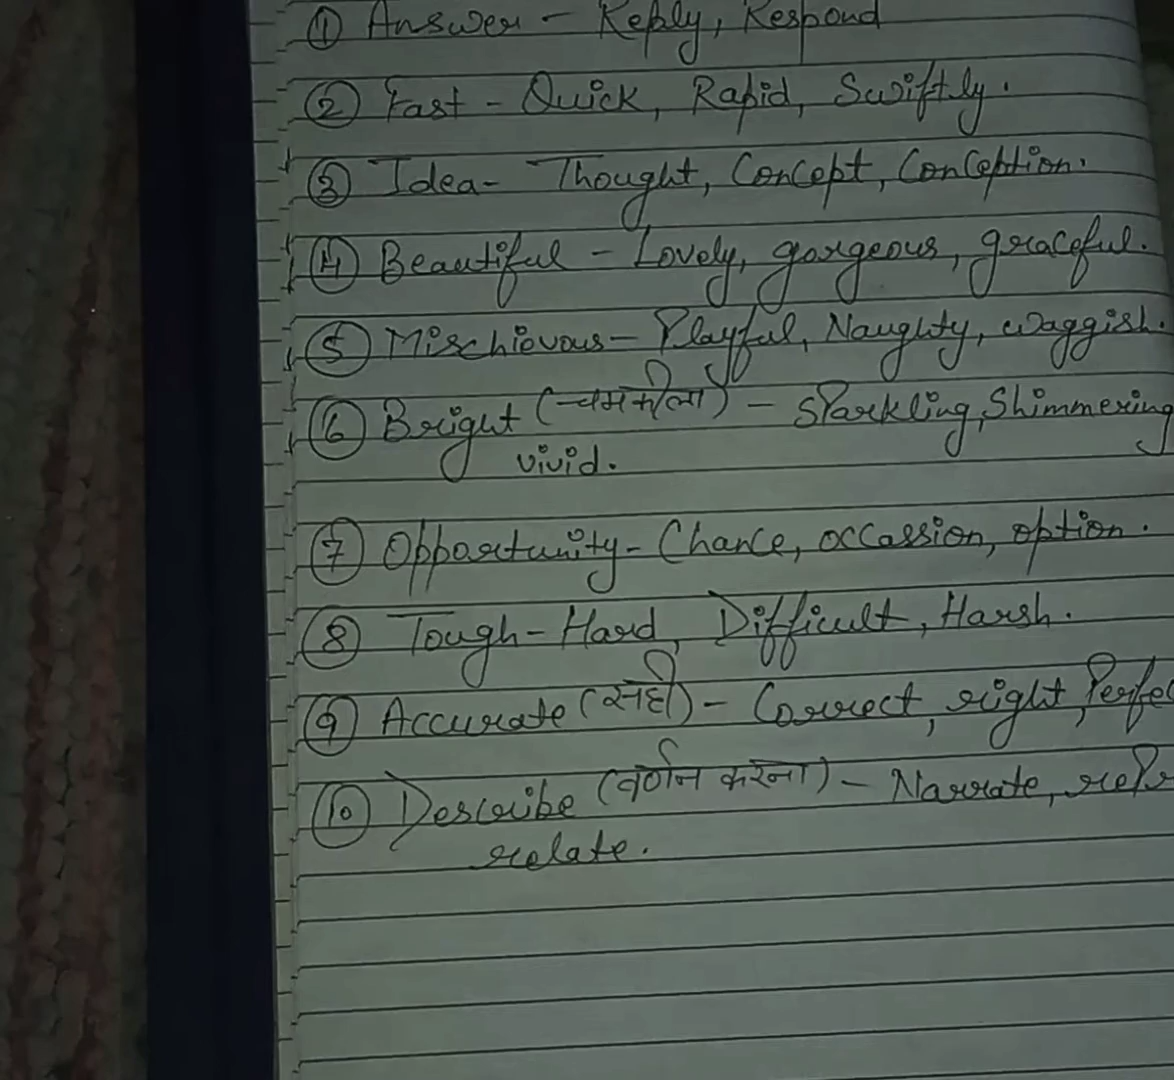 ① Answer - Reply, Respond
② Fast - Quick, Rapid, Swiftly.
③ Idea - Thought, Concept, Conception.
④ Beautiful - Lovely, gorgeous, graceful.
⑤ Mischievous - Playful, Naughty, waggish.
⑥ Bright (चमकीला) - Sparkling, Shimmering
vivid.
⑦ Opportunity - Chance, occassion, option.
⑧ Tough - Hard, Difficult, Harsh.
⑨ Accurate (सही) - Correct, right, Perfec
⑩ Describe (वर्णन करना) - Narrate,
relate.